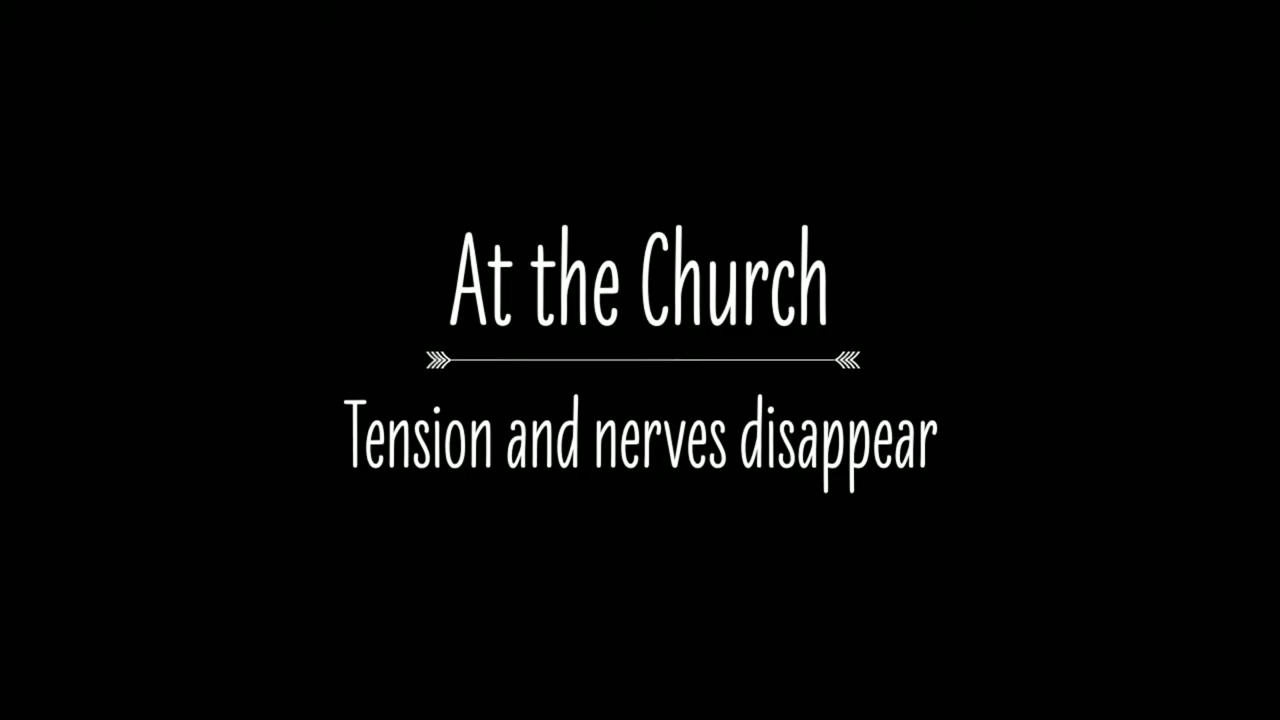 At the Church
Tension and nerves disappear